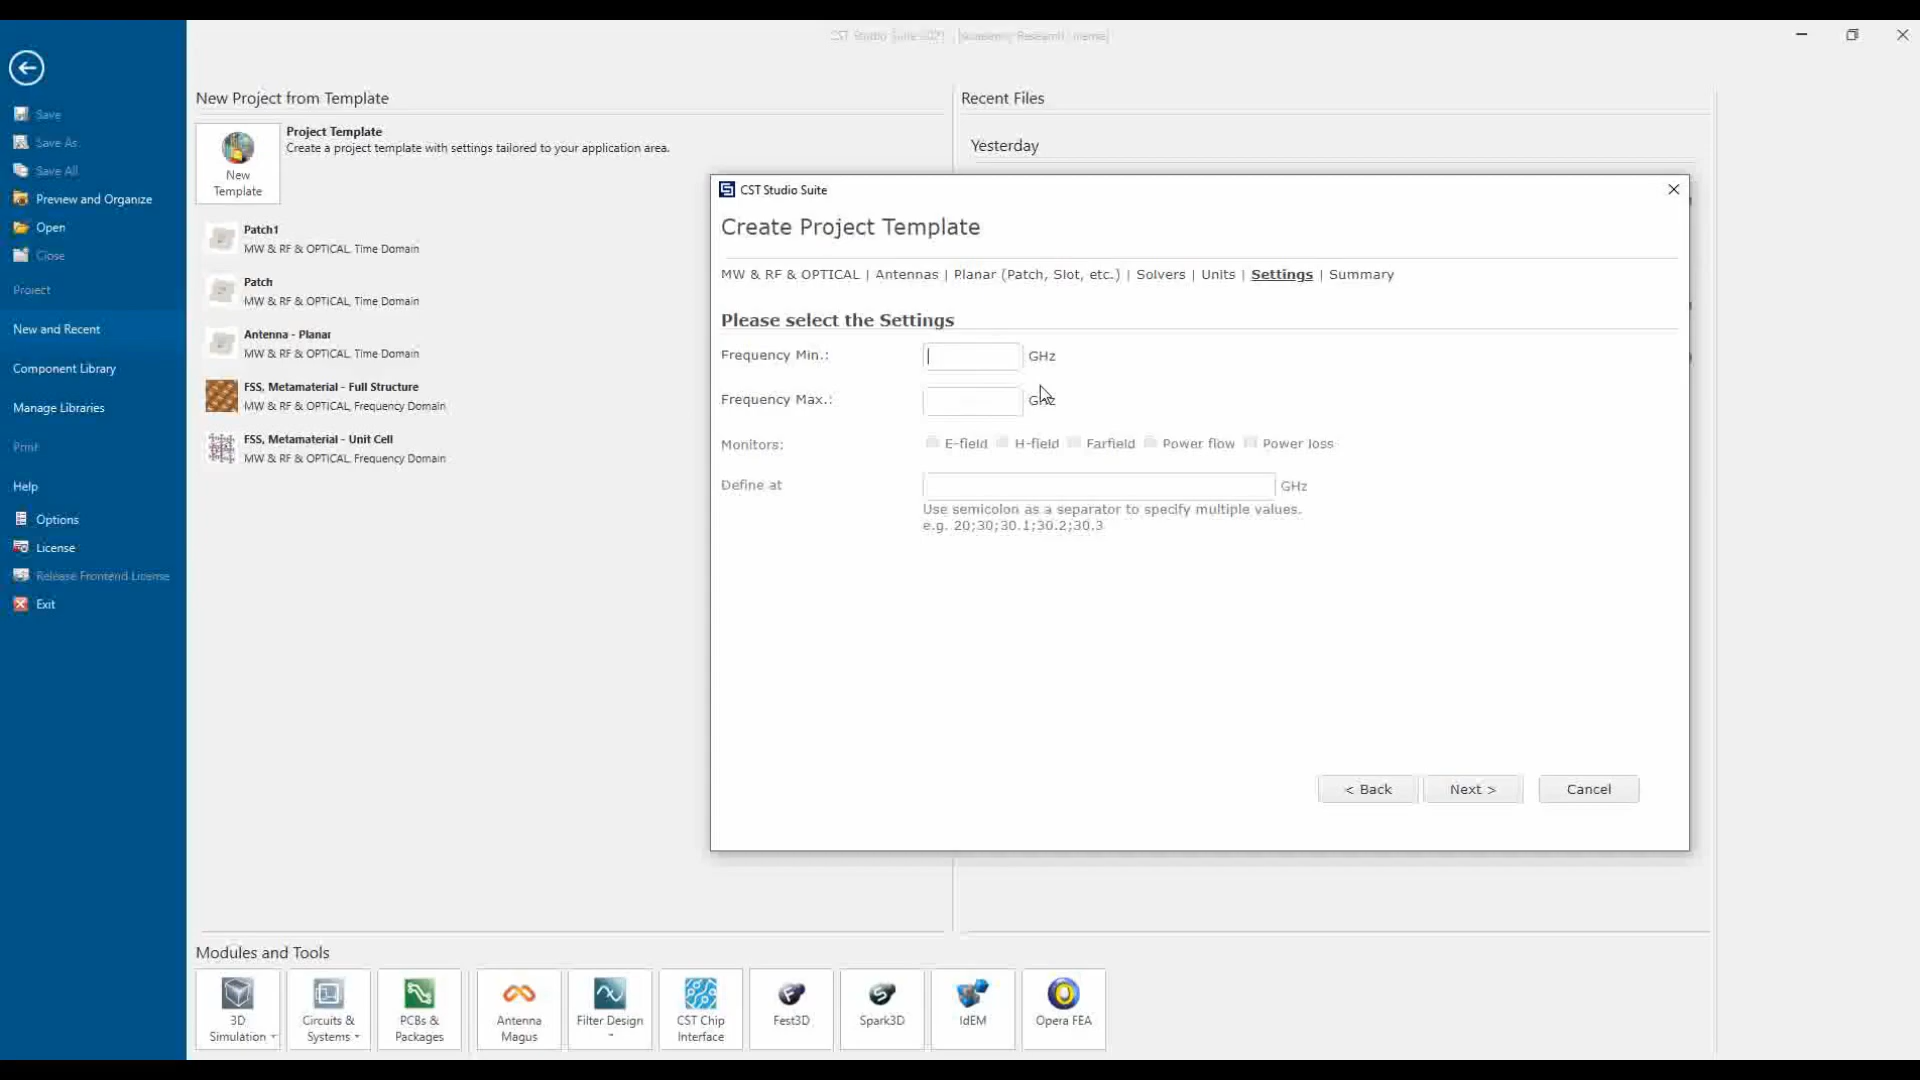 New Project from Template
Recent Files
Save
Save As
Save All
Preview and Organize
Open
Close
Project
New and Recent
Component Library
Manage Libraries
Print
Help
Options
License
Release Frontend License
Exit
New
Template
Project Template
Create a project template with settings tailored to your application area.
Patch1
MW & RF & OPTICAL, Time Domain
Patch
MW & RF & OPTICAL, Time Domain
Antenna - Planar
MW & RF & OPTICAL, Time Domain
FSS, Metamaterial - Full Structure
MW & RF & OPTICAL, Frequency Domain
FSS, Metamaterial - Unit Cell
MW & RF & OPTICAL, Frequency Domain
Yesterday
CST Studio Suite
Create Project Template
MW & RF & OPTICAL | Antennas | Planar (Patch, Slot, etc.) | Solvers | Units | Settings | Summary
Please select the Settings
Frequency Min.: GHz
Frequency Max.: GHz
Monitors: E-field H-field Farfield Power flow Power loss
Define at GHz
Use semicolon as a separator to specify multiple values.
e.g. 20;30;30.1;30.2;30.3
< Back Next > Cancel
Modules and Tools
3D
Simulation
Circuits &
Systems
PCBs &
Packages
Antenna
Magus
Filter Design
CST Chip
Interface
Fest3D
Spark3D
IdEM
Opera FEA